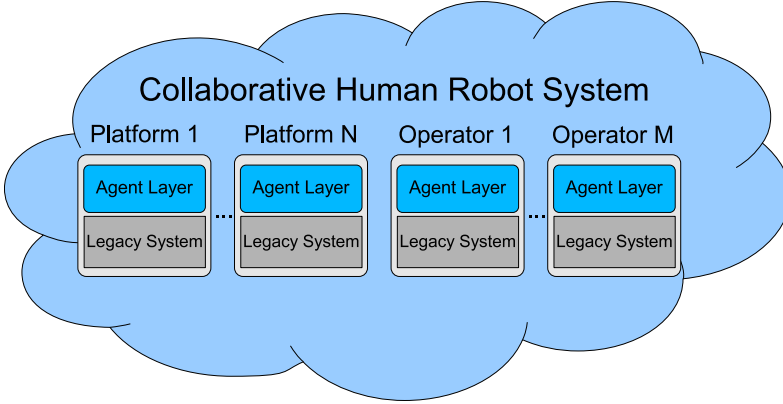 Collaborative Human Robot System
Platform 1 Platform N Operator 1 Operator M
Agent Layer Agent Layer Agent Layer Agent Layer
... ...
Legacy System Legacy System Legacy System Legacy System